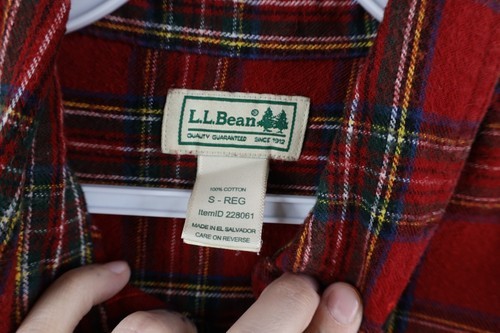 L.L.Bean®
QUALITY GUARANTEED SINCE 1912
100% COTTON
S - REG
ItemID 228061
MADE IN EL SALVADOR
CARE ON REVERSE